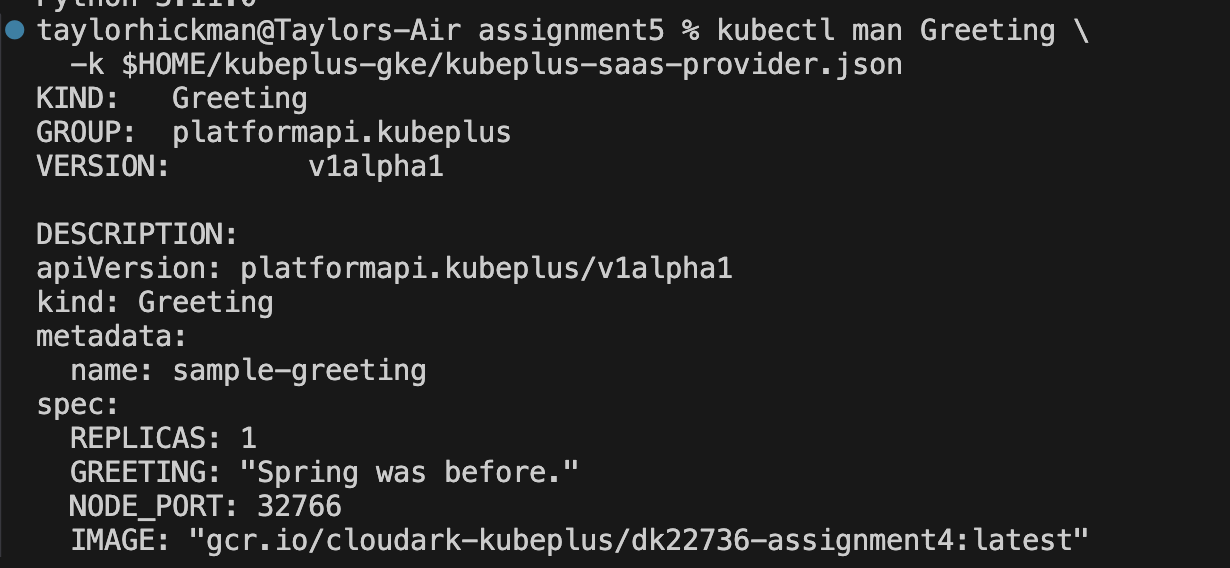 taylorhickman@Taylors-Air assignment5 % kubectl man Greeting \
  -k $HOME/kubeplus-gke/kubeplus-saas-provider.json
KIND:   Greeting
GROUP:  platformapi.kubeplus
VERSION:        v1alpha1

DESCRIPTION:
apiVersion: platformapi.kubeplus/v1alpha1
kind: Greeting
metadata:
  name: sample-greeting
spec:
  REPLICAS: 1
  GREETING: "Spring was before."
  NODE_PORT: 32766
  IMAGE: "gcr.io/cloudark-kubeplus/dk22736-assignment4:latest"